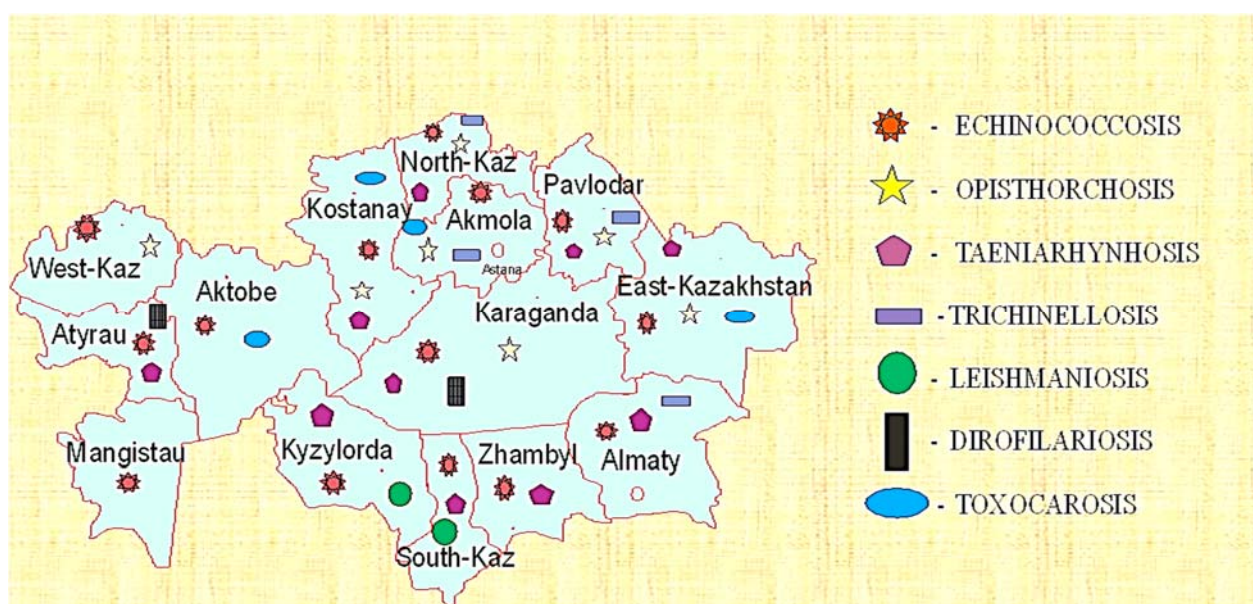 North-Kaz
Pavlodar
Kostanay
Akmola
Astana
West-Kaz
Aktobe
East-Kazakhstan
Karaganda
Atyrau
Mangistau
Kyzylorda
Zhambyl
Almaty
South-Kaz
- ECHINOCOCCOSIS
- OPISTHORCHOSIS
- TAENIARHYNHOSIS
- TRICHINELLOSIS
- LEISHMANIOSIS
- DIROFILARIOSIS
- TOXOCAROSIS